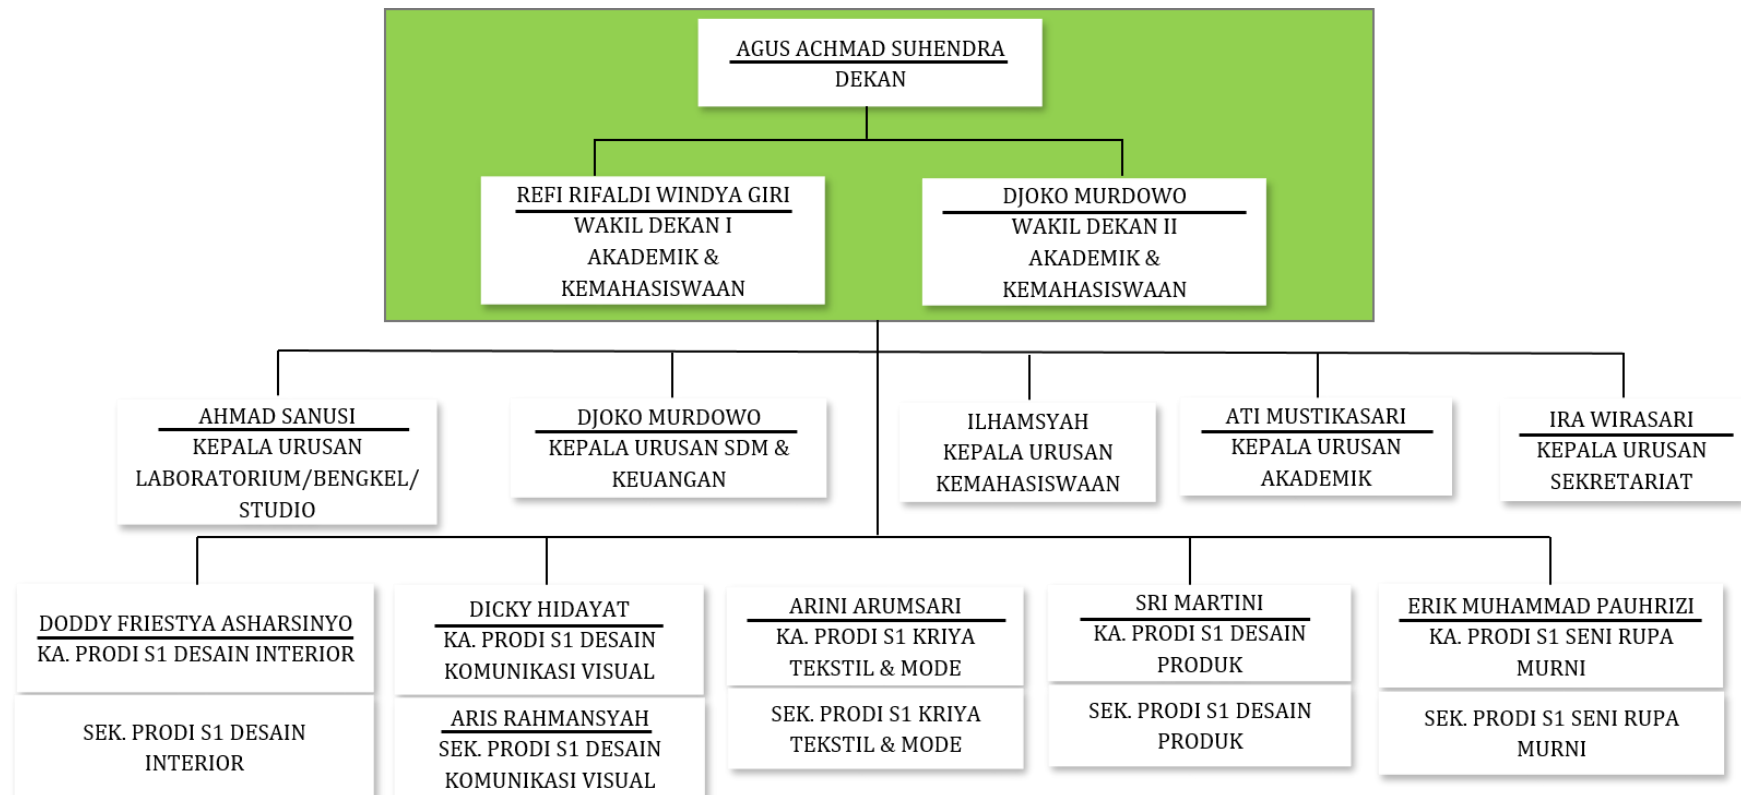 AGUS ACHMAD SUHENDRA
DEKAN
REFI RIFALDI WINDYA GIRI
WAKIL DEKAN I
AKADEMIK &
KEMAHASISWAAN
DJOKO MURDOWO
WAKIL DEKAN II
AKADEMIK &
KEMAHASISWAAN
AHMAD SANUSI
KEPALA URUSAN
LABORATORIUM/BENGKEL/
STUDIO
DJOKO MURDOWO
KEPALA URUSAN SDM &
KEUANGAN
ILHAMSYAH
KEPALA URUSAN
KEMAHASISWAAN
ATI MUSTIKASARI
KEPALA URUSAN
AKADEMIK
IRA WIRASARI
KEPALA URUSAN
SEKRETARIAT
DODDY FRIESTYA ASHARSINYO
KA. PRODI S1 DESAIN INTERIOR
SEK. PRODI S1 DESAIN
INTERIOR
DICKY HIDAYAT
KA. PRODI S1 DESAIN
KOMUNIKASI VISUAL
ARIS RAHMANSYAH
SEK. PRODI S1 DESAIN
KOMUNIKASI VISUAL
ARINI ARUMSARI
KA. PRODI S1 KRIYA
TEKSTIL & MODE
SEK. PRODI S1 KRIYA
TEKSTIL & MODE
SRI MARTINI
KA. PRODI S1 DESAIN
PRODUK
SEK. PRODI S1 DESAIN
PRODUK
ERIK MUHAMMAD PAUHRIZI
KA. PRODI S1 SENI RUPA
MURNI
SEK. PRODI S1 SENI RUPA
MURNI